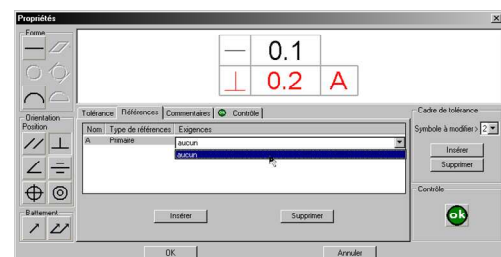 Propriétés
Forme
0.1
0.2 A
Orientation
Position
Battement
Tolérance Références Commentaires Contrôle
Nom Type de références Exigences
A Primaire aucun
aucun
Insérer Supprimer
Cadre de tolérance
Symbole à modifier > 2
Insérer
Supprimer
Contrôle
ok
OK Annuler